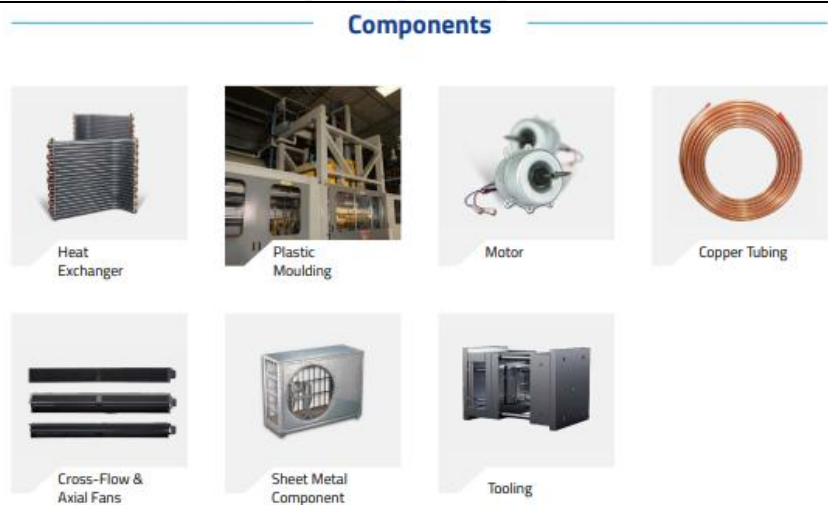 Components
Heat
Exchanger
Plastic
Moulding
Motor
Copper Tubing
Cross-Flow &
Axial Fans
Sheet Metal
Component
Tooling